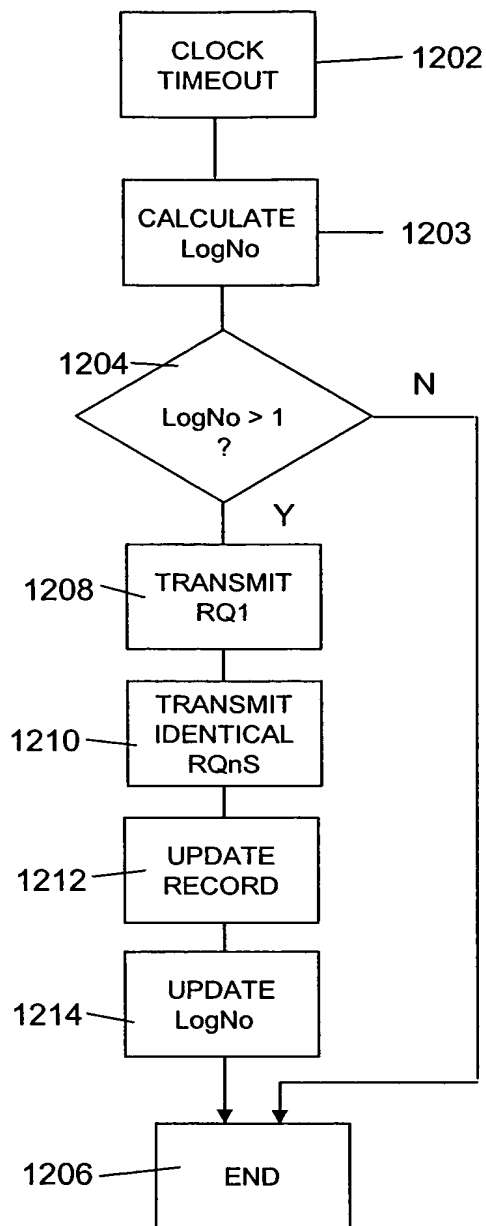 CLOCK
TIMEOUT
1202
CALCULATE
LogNo
1203
1204
LogNo > 1
?
N
Y
1208
TRANSMIT
RQ1
1210
TRANSMIT
IDENTICAL
RQnS
1212
UPDATE
RECORD
1214
UPDATE
LogNo
1206
END